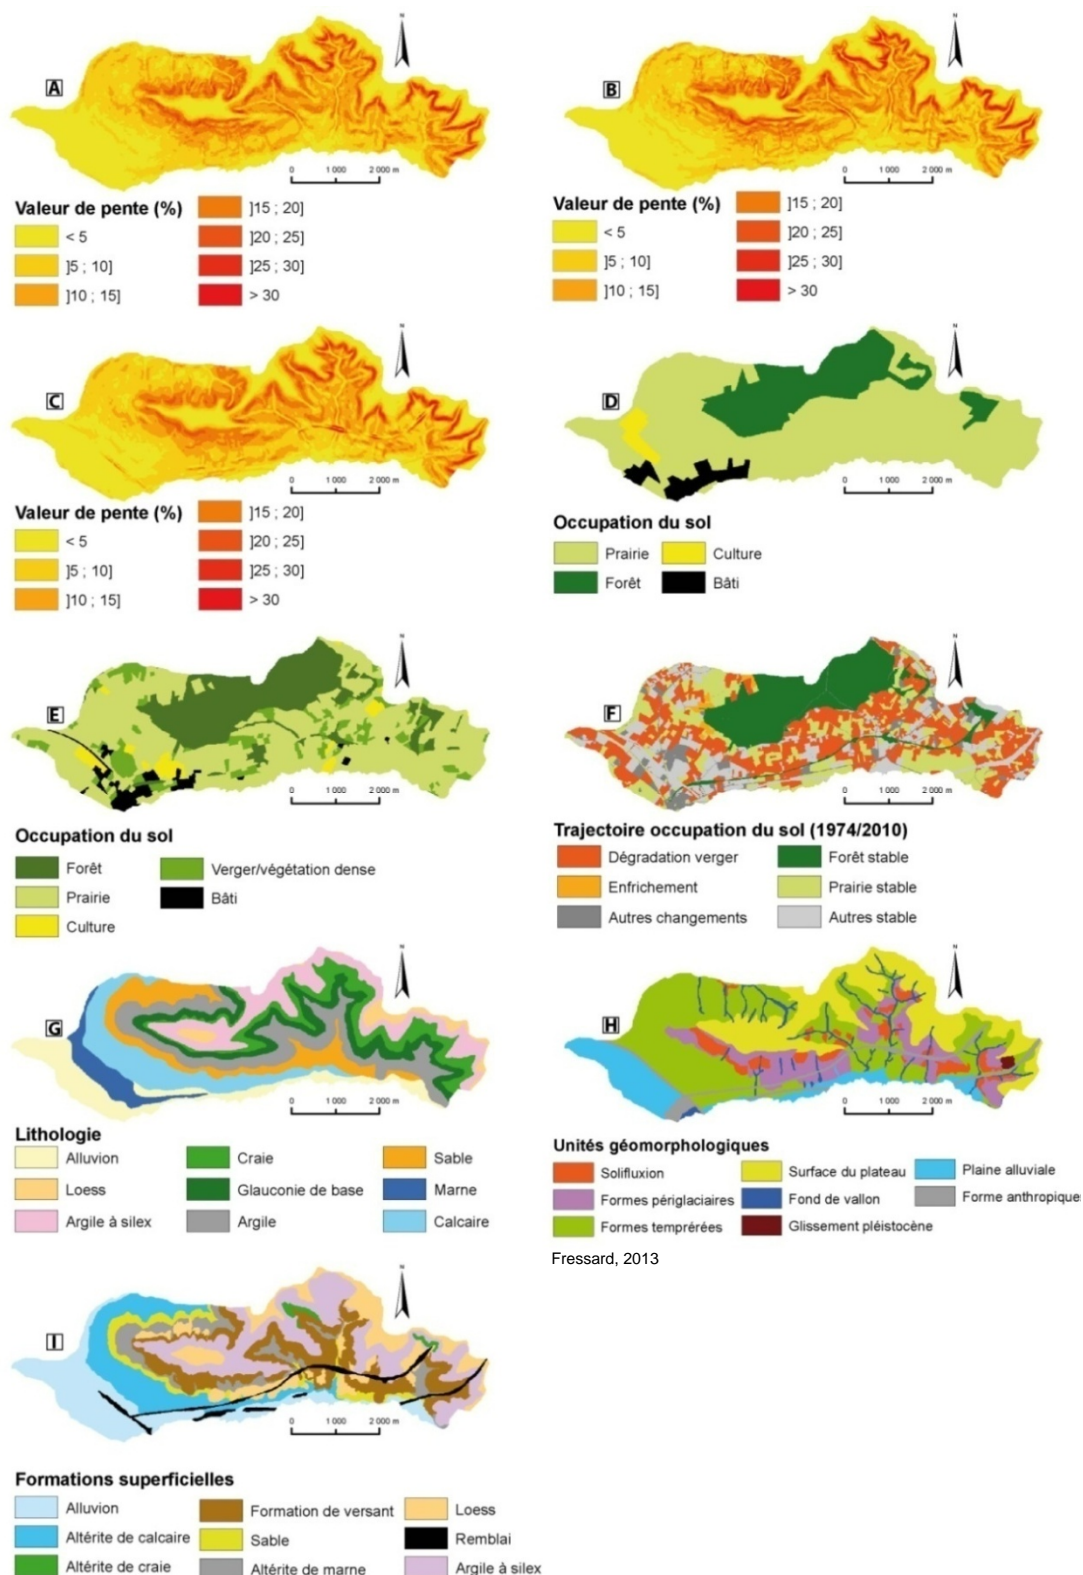 N
A
0 1 000 2 000 m
Valeur de pente (%)
< 5
]5 ; 10]
]10 ; 15]
]15 ; 20]
]20 ; 25]
]25 ; 30]
> 30
N
B
0 1 000 2 000 m
Valeur de pente (%)
< 5
]5 ; 10]
]10 ; 15]
]15 ; 20]
]20 ; 25]
]25 ; 30]
> 30
N
C
0 1 000 2 000 m
Valeur de pente (%)
< 5
]5 ; 10]
]10 ; 15]
]15 ; 20]
]20 ; 25]
]25 ; 30]
> 30
N
D
0 1 000 2 000 m
Occupation du sol
Prairie
Forêt
Culture
Bâti
N
E
0 1 000 2 000 m
Occupation du sol
Forêt
Prairie
Culture
Verger/végétation dense
Bâti
N
F
0 1 000 2 000 m
Trajectoire occupation du sol (1974/2010)
Dégradation verger
Enfrichement
Autres changements
Forêt stable
Prairie stable
Autres stable
N
G
0 1 000 2 000 m
Lithologie
Alluvion
Loess
Argile à silex
Craie
Glauconie de base
Argile
Sable
Marne
Calcaire
N
H
0 1 000 2 000 m
Unités géomorphologiques
Solifluxion
Formes périglaciaires
Formes temprérées
Surface du plateau
Fond de vallon
Glissement pléistocène
Plaine alluviale
Forme anthropiques
Fressard, 2013
N
I
0 1 000 2 000 m
Formations superficielles
Alluvion
Altérite de calcaire
Altérite de craie
Formation de versant
Sable
Altérite de marne
Loess
Remblai
Argile à silex